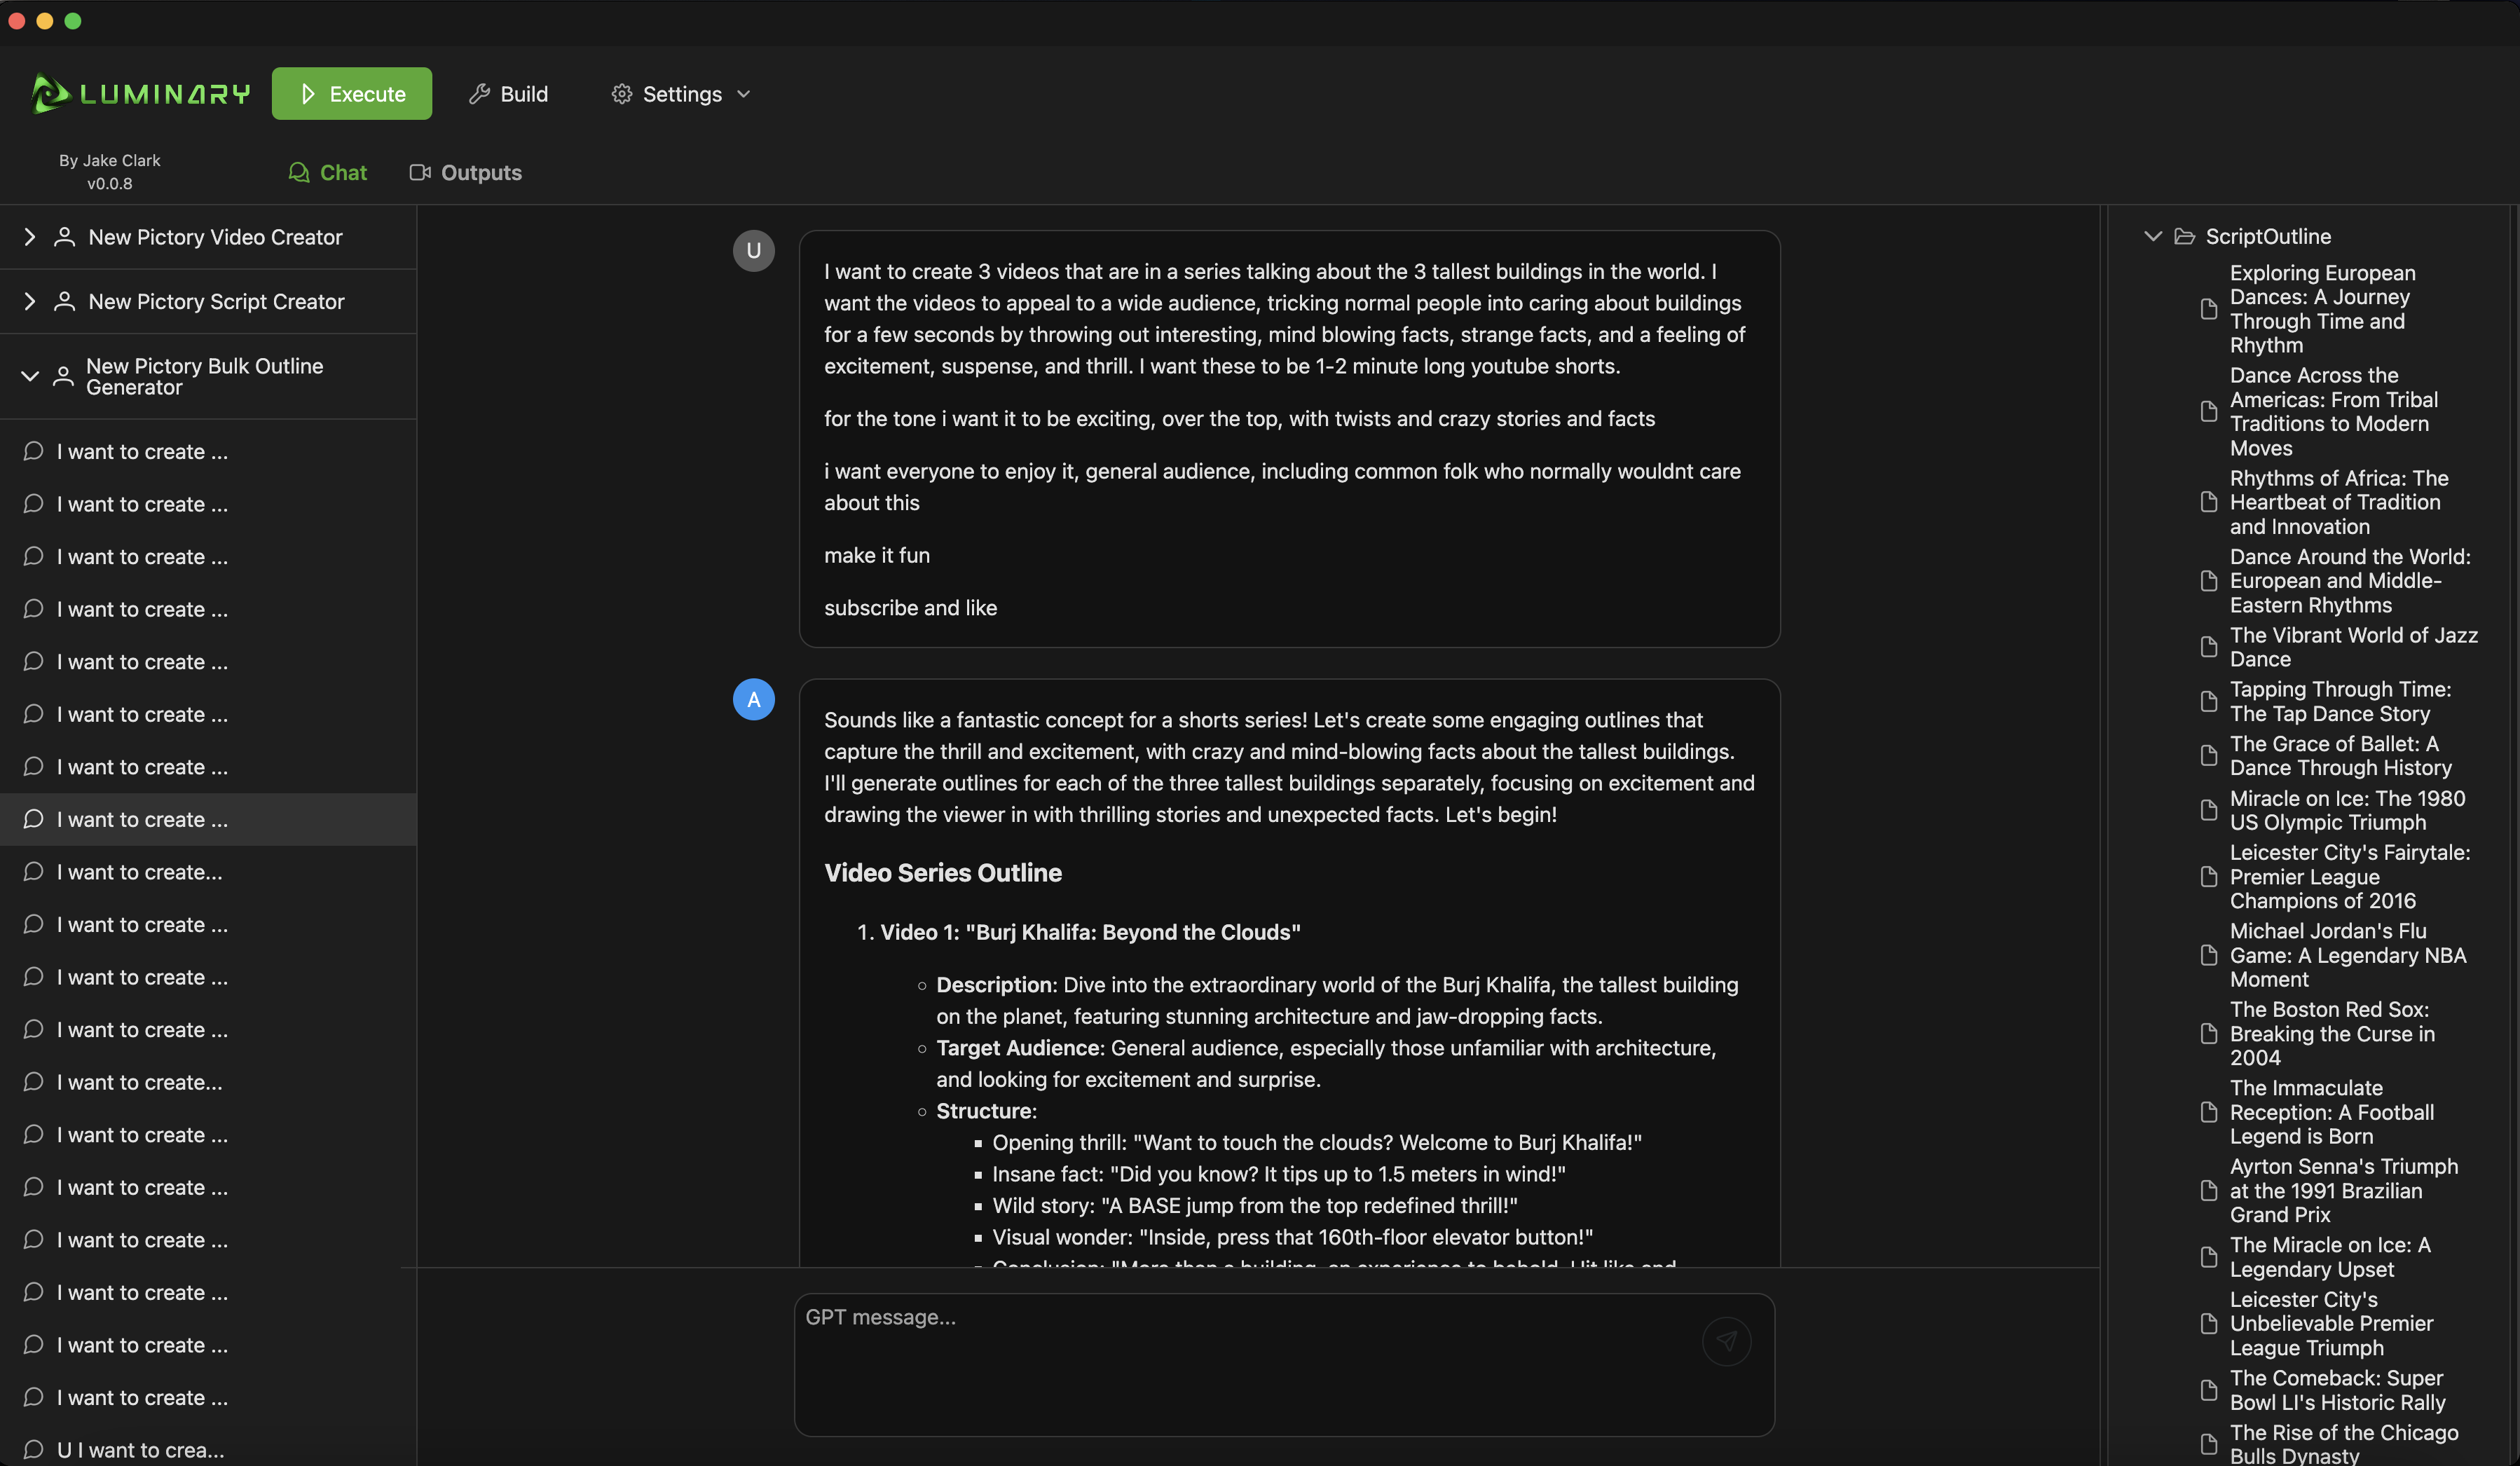 LUMINARY
Execute
Build
Settings
By Jake Clark
v0.0.8
Chat
Outputs
New Pictory Video Creator
New Pictory Script Creator
New Pictory Bulk Outline
Generator
I want to create ...
I want to create ...
I want to create ...
I want to create ...
I want to create ...
I want to create ...
I want to create ...
I want to create ...
I want to create...
I want to create ...
I want to create ...
I want to create ...
I want to create...
I want to create ...
I want to create ...
I want to create ...
I want to create ...
I want to create ...
I want to create ...
U I want to crea...
U
I want to create 3 videos that are in a series talking about the 3 tallest buildings in the world. I
want the videos to appeal to a wide audience, tricking normal people into caring about buildings
for a few seconds by throwing out interesting, mind blowing facts, strange facts, and a feeling of
excitement, suspense, and thrill. I want these to be 1-2 minute long youtube shorts.
for the tone i want it to be exciting, over the top, with twists and crazy stories and facts
i want everyone to enjoy it, general audience, including common folk who normally wouldnt care
about this
make it fun
subscribe and like
A
Sounds like a fantastic concept for a shorts series! Let's create some engaging outlines that
capture the thrill and excitement, with crazy and mind-blowing facts about the tallest buildings.
I'll generate outlines for each of the three tallest buildings separately, focusing on excitement and
drawing the viewer in with thrilling stories and unexpected facts. Let's begin!
Video Series Outline
1. Video 1: "Burj Khalifa: Beyond the Clouds"
Description: Dive into the extraordinary world of the Burj Khalifa, the tallest building
on the planet, featuring stunning architecture and jaw-dropping facts.
Target Audience: General audience, especially those unfamiliar with architecture,
and looking for excitement and surprise.
Structure:
Opening thrill: "Want to touch the clouds? Welcome to Burj Khalifa!"
Insane fact: "Did you know? It tips up to 1.5 meters in wind!"
Wild story: "A BASE jump from the top redefined thrill!"
Visual wonder: "Inside, press that 160th-floor elevator button!"
Conclusion: "More than a building, an experience to behold. Hit like and
GPT message...
ScriptOutline
Exploring European
Dances: A Journey
Through Time and
Rhythm
Dance Across the
Americas: From Tribal
Traditions to Modern
Moves
Rhythms of Africa: The
Heartbeat of Tradition
and Innovation
Dance Around the World:
European and Middle-
Eastern Rhythms
The Vibrant World of Jazz
Dance
Tapping Through Time:
The Tap Dance Story
The Grace of Ballet: A
Dance Through History
Miracle on Ice: The 1980
US Olympic Triumph
Leicester City's Fairytale:
Premier League
Champions of 2016
Michael Jordan's Flu
Game: A Legendary NBA
Moment
The Boston Red Sox:
Breaking the Curse in
2004
The Immaculate
Reception: A Football
Legend is Born
Ayrton Senna's Triumph
at the 1991 Brazilian
Grand Prix
The Miracle on Ice: A
Legendary Upset
Leicester City's
Unbelievable Premier
League Triumph
The Comeback: Super
Bowl LI's Historic Rally
The Rise of the Chicago
Bulls Dynasty